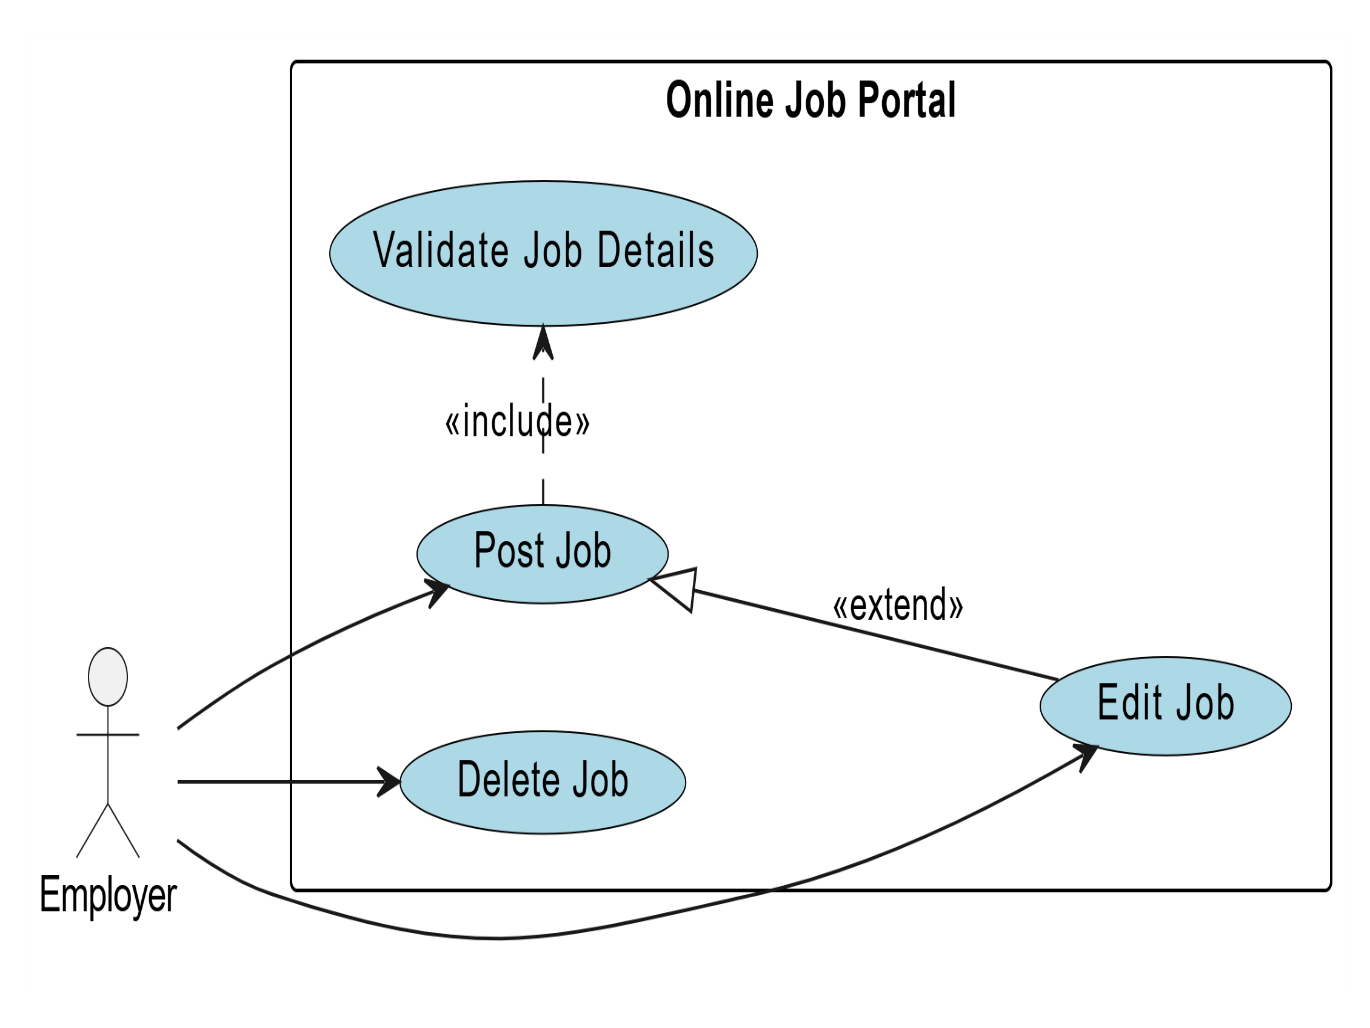 Online Job Portal
Validate Job Details
«include»
Post Job
«extend»
Edit Job
Delete Job
Employer